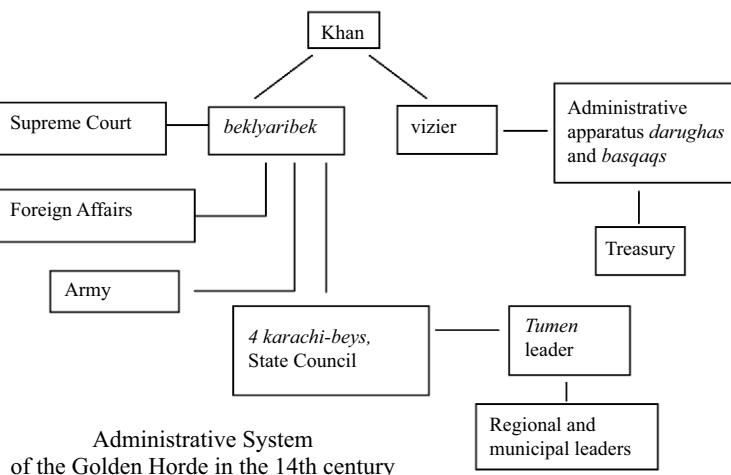 Khan
Supreme Court
beklyaribek
vizier
Administrative
apparatus darughas
and basqaqs
Foreign Affairs
Treasury
Army
4 karachi-beys,
State Council
Tumen
leader
Regional and
municipal leaders
Administrative System
of the Golden Horde in the 14th century